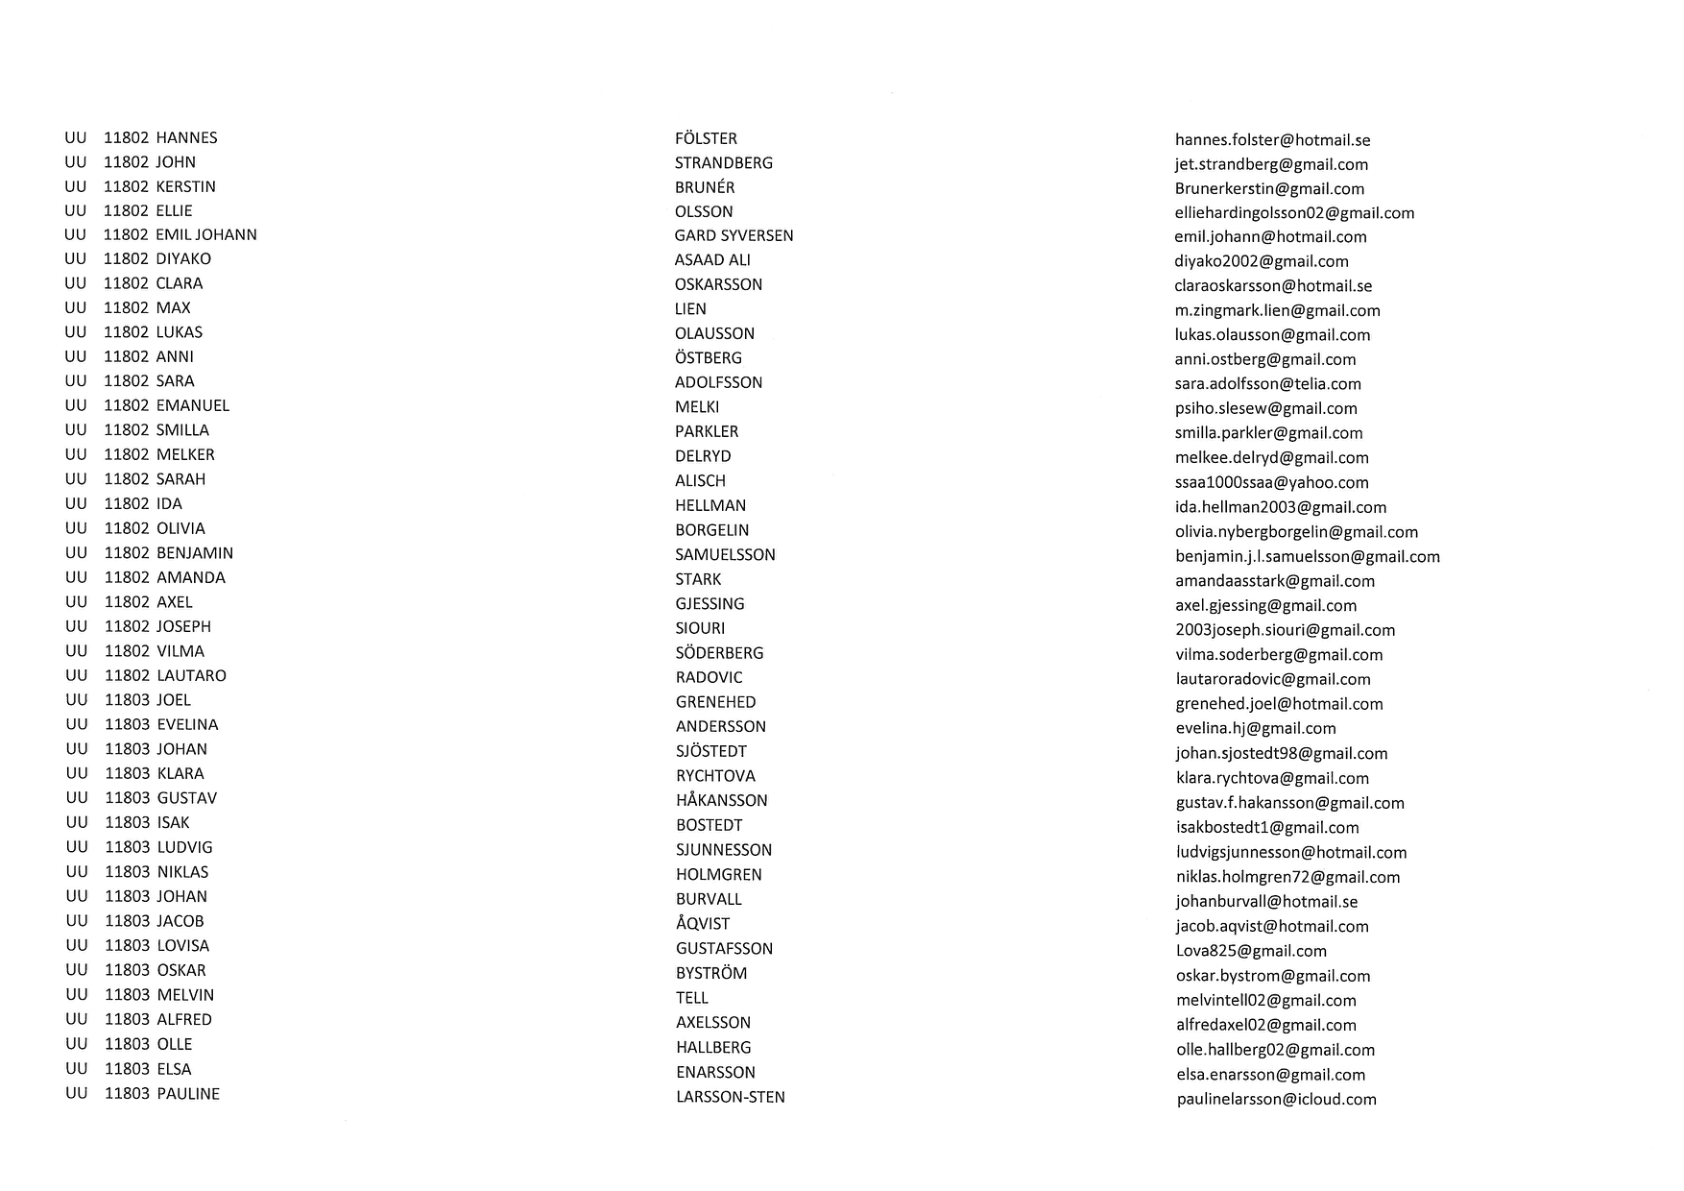 UU 11802 HANNES FÖLSTER hannes.folster@hotmail.se
UU 11802 JOHN STRANDBERG jet.strandberg@gmail.com
UU 11802 KERSTIN BRUNÉR Brunerkerstin@gmail.com
UU 11802 ELLIE OLSSON elliehardingolsson02@gmail.com
UU 11802 EMIL JOHANN GARD SYVERSEN emil.johann@hotmail.com
UU 11802 DIYAKO ASAAD ALI diyako2002@gmail.com
UU 11802 CLARA OSKARSSON claraoskarsson@hotmail.se
UU 11802 MAX LIEN m.zingmark.lien@gmail.com
UU 11802 LUKAS OLAUSSON lukas.olausson@gmail.com
UU 11802 ANNI ÖSTBERG anni.ostberg@gmail.com
UU 11802 SARA ADOLFSSON sara.adolfsson@telia.com
UU 11802 EMANUEL MELKI psiho.slesew@gmail.com
UU 11802 SMILLA PARKLER smilla.parkler@gmail.com
UU 11802 MELKER DELRYD melkee.delryd@gmail.com
UU 11802 SARAH ALISCH ssaa1000ssaa@yahoo.com
UU 11802 IDA HELLMAN ida.hellman2003@gmail.com
UU 11802 OLIVIA BORGELIN olivia.nybergborgelin@gmail.com
UU 11802 BENJAMIN SAMUELSSON benjamin.j.l.samuelsson@gmail.com
UU 11802 AMANDA STARK amandaasstark@gmail.com
UU 11802 AXEL GJESSING axel.gjessing@gmail.com
UU 11802 JOSEPH SIOURI 2003joseph.siouri@gmail.com
UU 11802 VILMA SÖDERBERG vilma.soderberg@gmail.com
UU 11802 LAUTARO RADOVIC lautaroradovic@gmail.com
UU 11803 JOEL GRENEHED grenehed.joel@hotmail.com
UU 11803 EVELINA ANDERSSON evelina.hj@gmail.com
UU 11803 JOHAN SJÖSTEDT johan.sjostedt98@gmail.com
UU 11803 KLARA RYCHTOVA klara.rychtova@gmail.com
UU 11803 GUSTAV HÅKANSSON gustav.f.hakansson@gmail.com
UU 11803 ISAK BOSTEDT isakbostedt1@gmail.com
UU 11803 LUDVIG SJUNNESSON ludvigsjunnesson@hotmail.com
UU 11803 NIKLAS HOLMGREN niklas.holmgren72@gmail.com
UU 11803 JOHAN BURVALL johanburvall@hotmail.se
UU 11803 JACOB ÅQVIST jacob.aqvist@hotmail.com
UU 11803 LOVISA GUSTAFSSON Lova825@gmail.com
UU 11803 OSKAR BYSTRÖM oskar.bystrom@gmail.com
UU 11803 MELVIN TELL melvintell02@gmail.com
UU 11803 ALFRED AXELSSON alfredaxel02@gmail.com
UU 11803 OLLE HALLBERG olle.hallberg02@gmail.com
UU 11803 ELSA ENARSSON elsa.enarsson@gmail.com
UU 11803 PAULINE LARSSON-STEN paulinelarsson@icloud.com